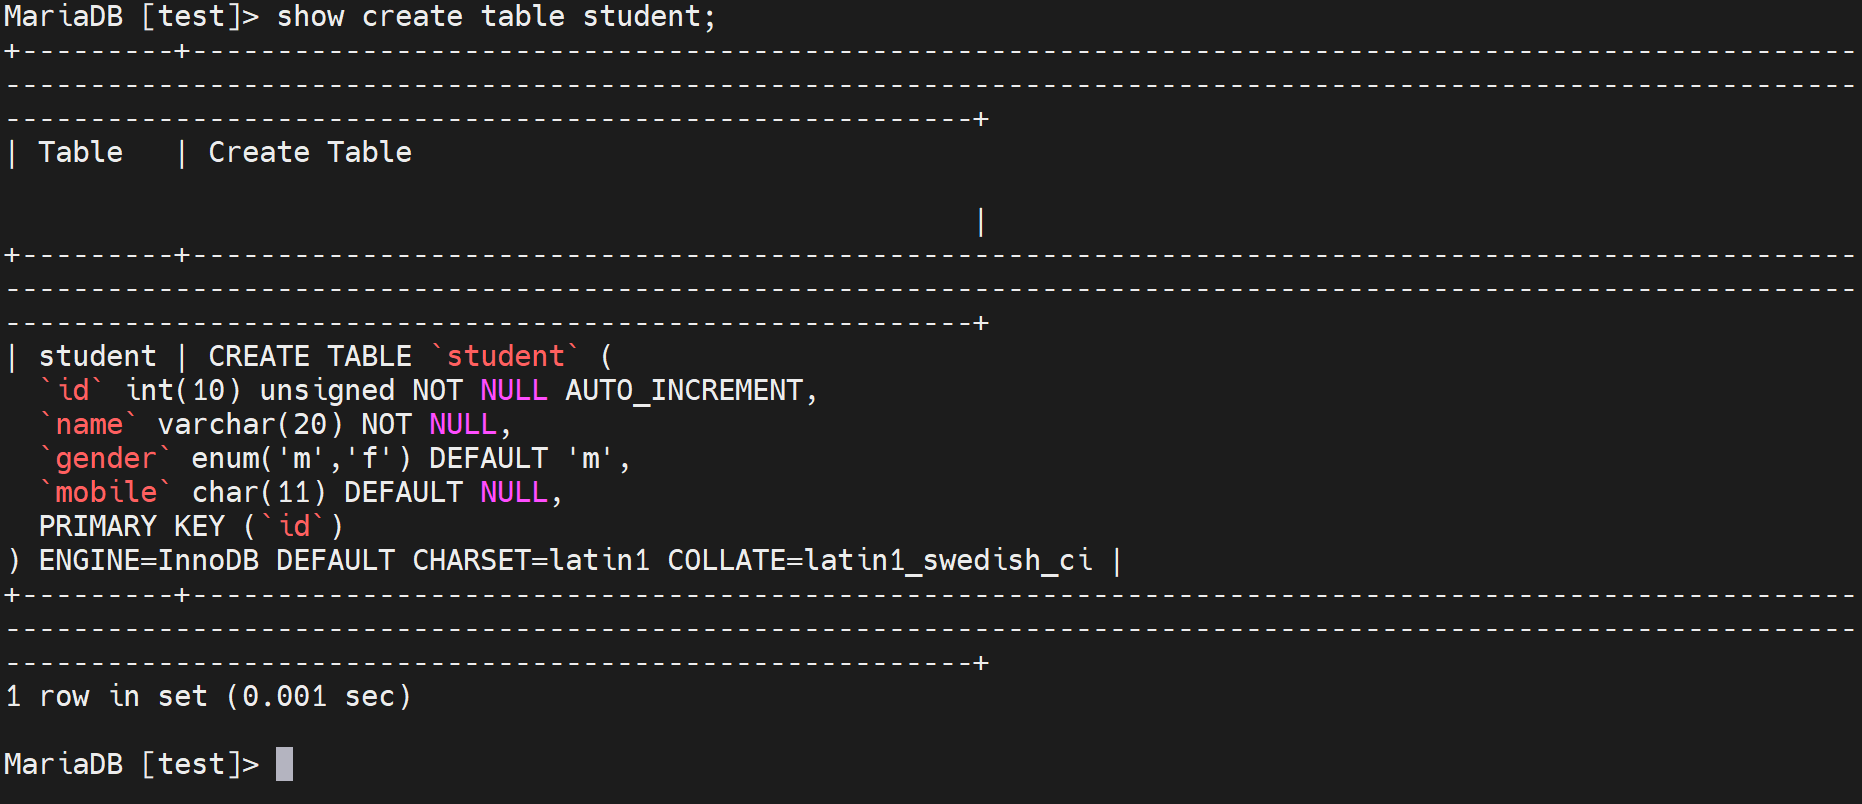 MariaDB [test]> show create table student;
+---------+--------------------------------------------------------------------------------------------------
-------------------------------------------------------------------------------------------------------------
---------------------------------------------------------+
| Table   | Create Table
|
+---------+--------------------------------------------------------------------------------------------------
-------------------------------------------------------------------------------------------------------------
---------------------------------------------------------+
| student | CREATE TABLE `student` (
  `id` int(10) unsigned NOT NULL AUTO_INCREMENT,
  `name` varchar(20) NOT NULL,
  `gender` enum('m','f') DEFAULT 'm',
  `mobile` char(11) DEFAULT NULL,
  PRIMARY KEY (`id`)
) ENGINE=InnoDB DEFAULT CHARSET=latin1 COLLATE=latin1_swedish_ci |
+---------+--------------------------------------------------------------------------------------------------
-------------------------------------------------------------------------------------------------------------
---------------------------------------------------------+
1 row in set (0.001 sec)
MariaDB [test]>